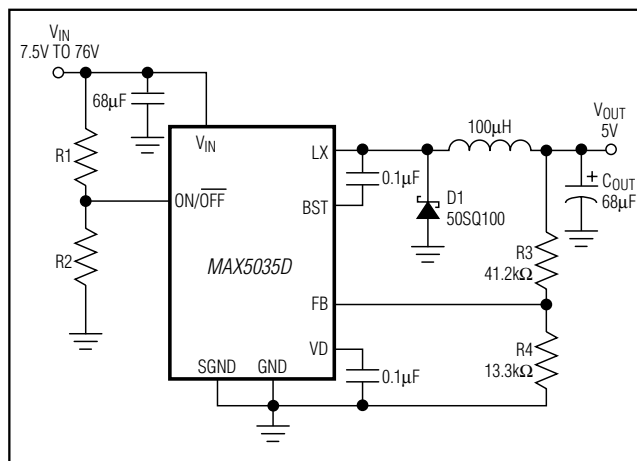 VIN
7.5V TO 76V
68µF
R1
R2
VIN
ON/OFF
MAX5035D
SGND
GND
LX
BST
FB
VD
0.1µF
0.1µF
D1
50SQ100
100µH
VOUT
5V
+
COUT
68µF
R3
41.2kΩ
R4
13.3kΩ